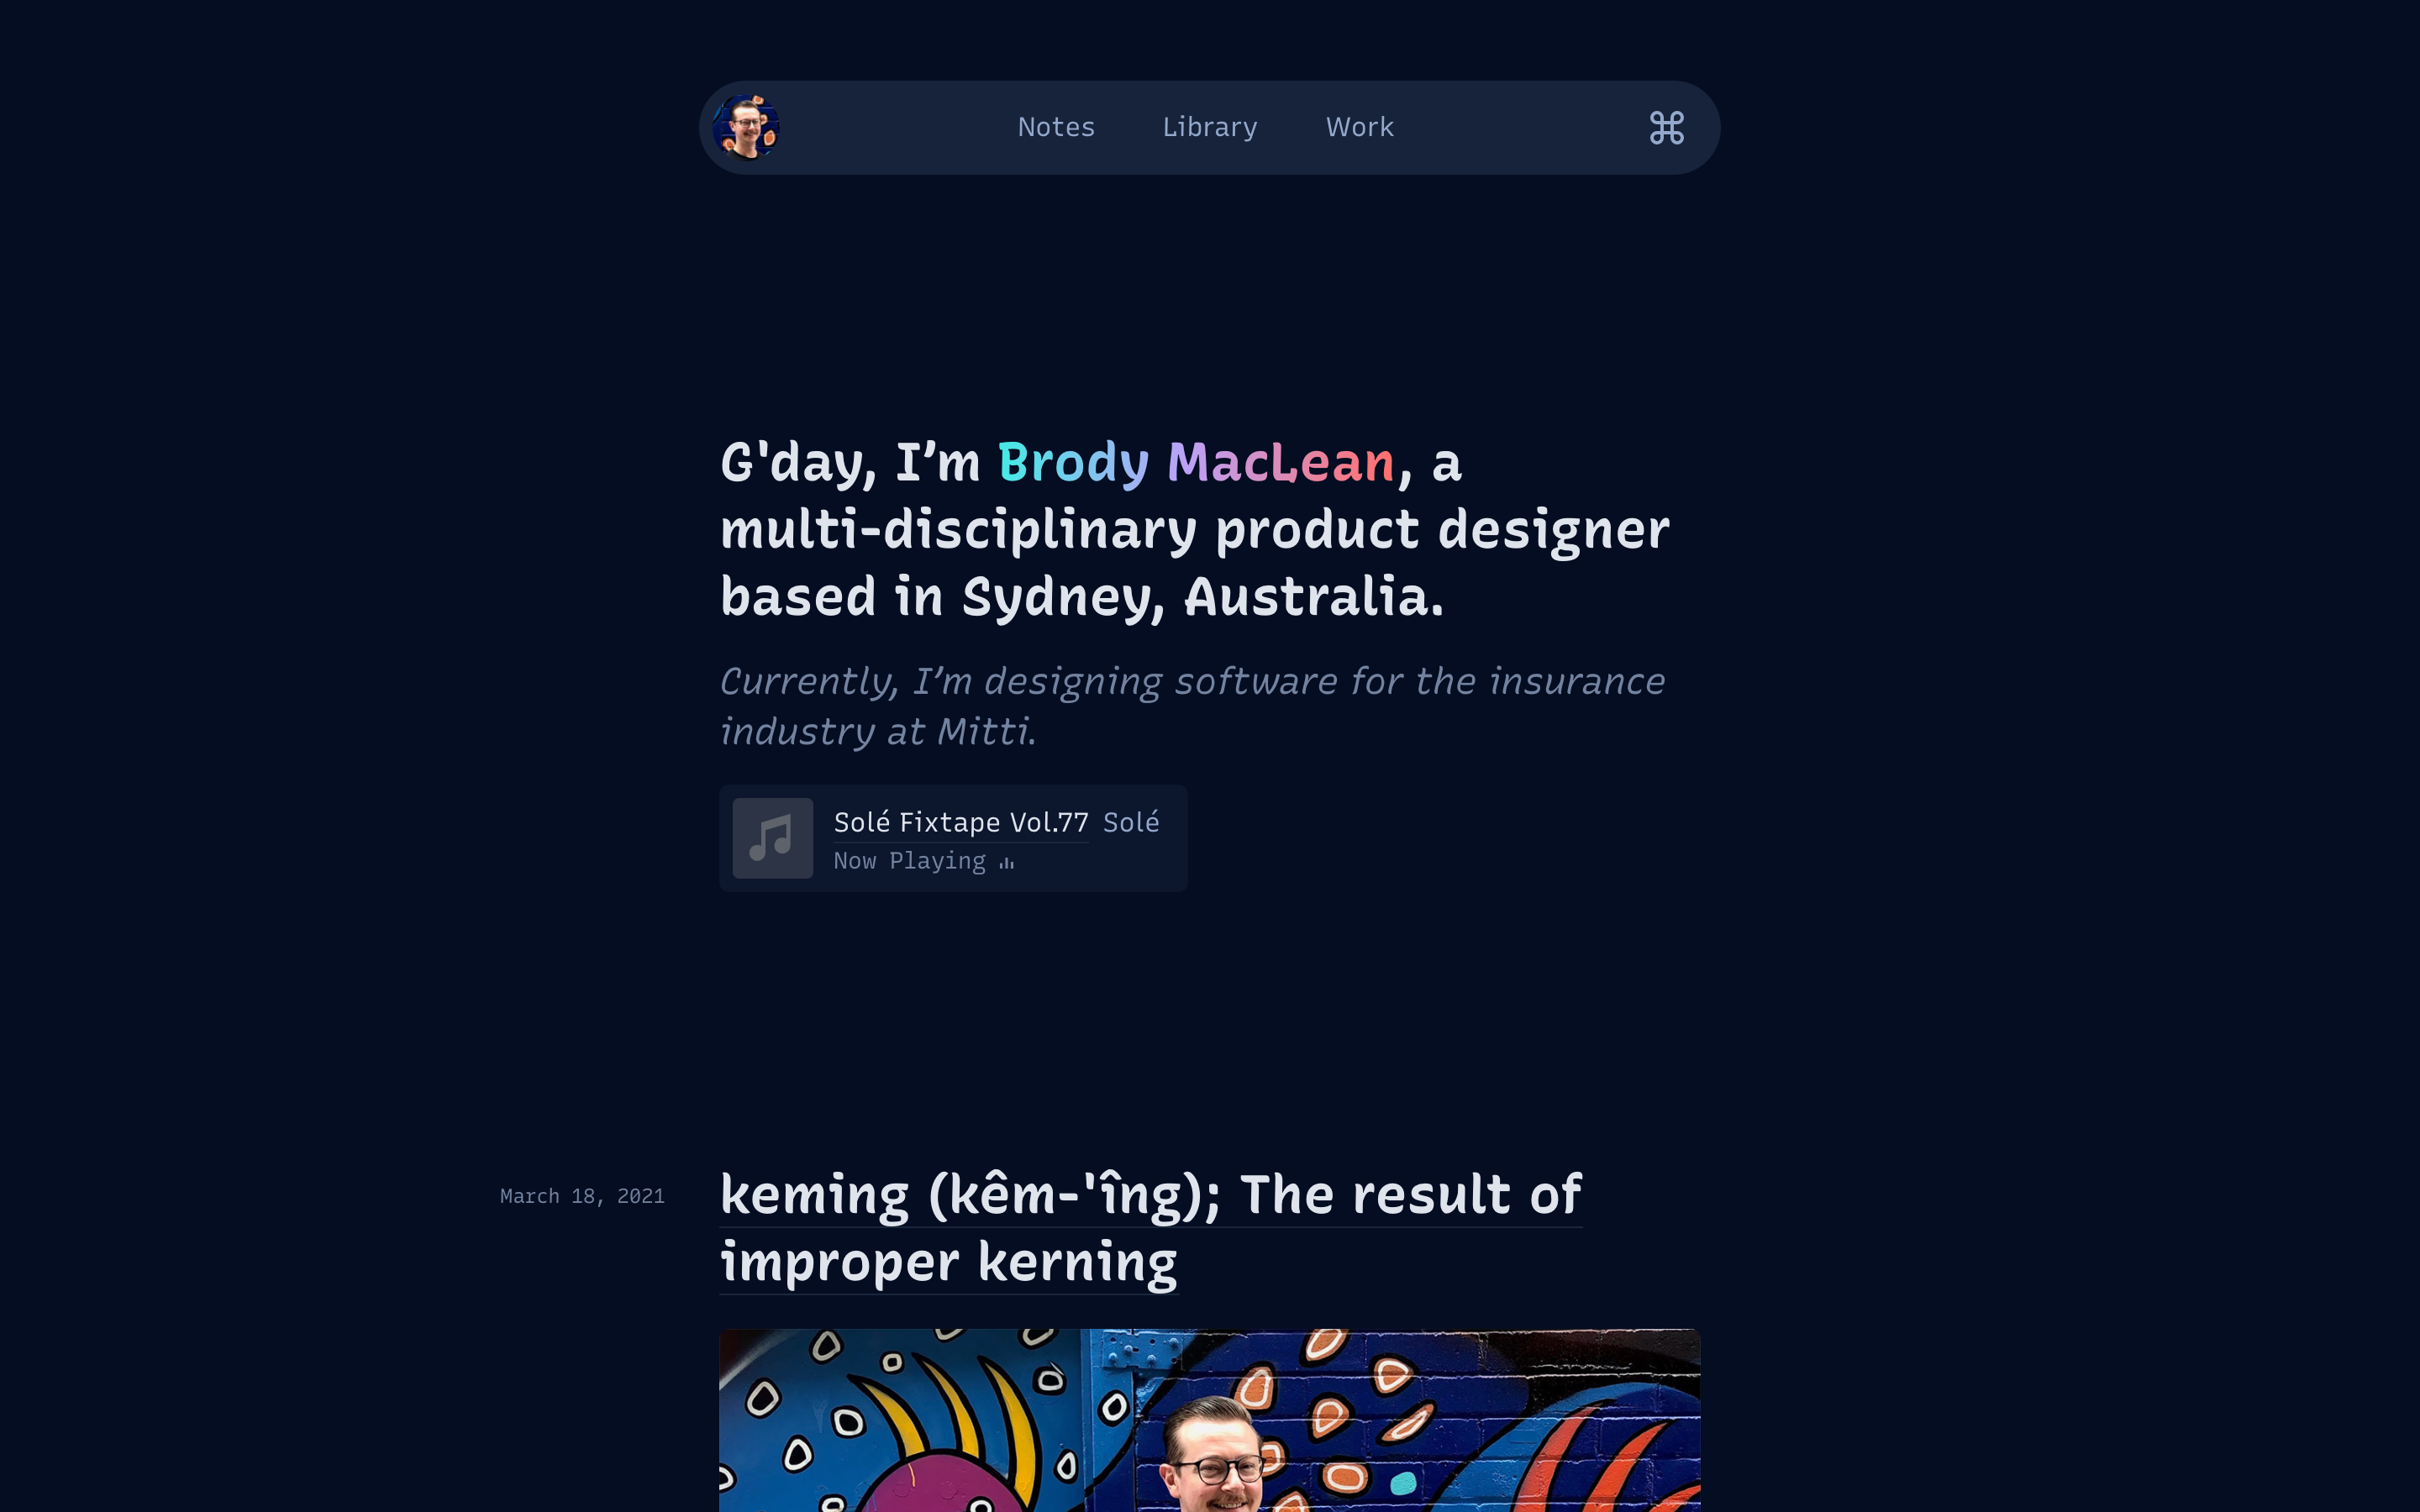 Notes Library Work ⌘
G'day, I’m Brody MacLean, a
multi-disciplinary product designer
based in Sydney, Australia.
Currently, I’m designing software for the insurance
industry at Mitti.
Solé Fixtape Vol.77 Solé
Now Playing
March 18, 2021
keming (kêm-'îng); The result of
improper kerning